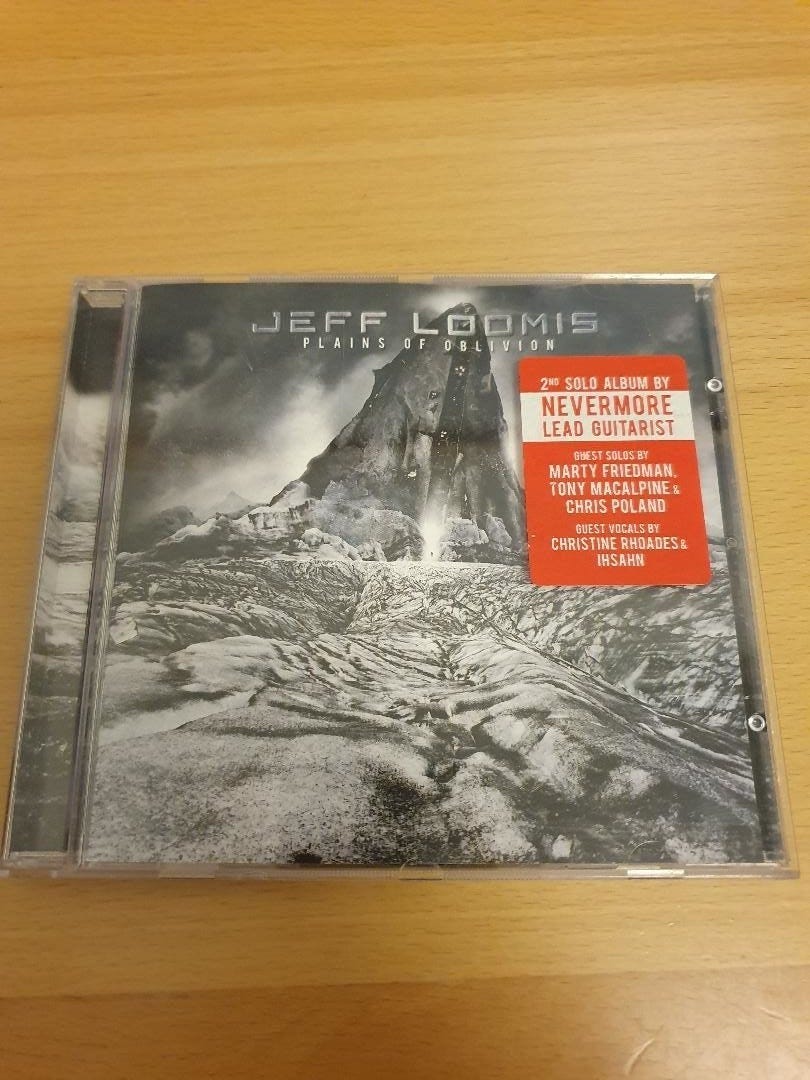 JEFF LOOMIS
PLAINS OF OBLIVION
2ND SOLO ALBUM BY
NEVERMORE
LEAD GUITARIST
GUEST SOLOS BY
MARTY FRIEDMAN,
TONY MACALPINE &
CHRIS POLAND
GUEST VOCALS BY
CHRISTINE RHOADES &
IHSAHN